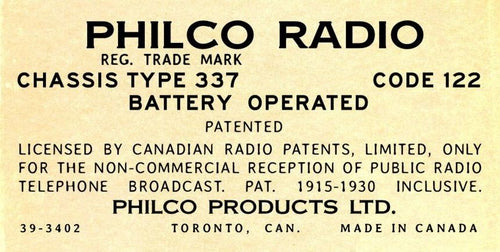 PHILCO RADIO
REG. TRADE MARK
CHASSIS TYPE 337 CODE 122
BATTERY OPERATED
PATENTED
LICENSED BY CANADIAN RADIO PATENTS, LIMITED, ONLY
FOR THE NON-COMMERCIAL RECEPTION OF PUBLIC RADIO
TELEPHONE BROADCAST. PAT. 1915-1930 INCLUSIVE.
PHILCO PRODUCTS LTD.
39-3402 TORONTO, CAN. MADE IN CANADA